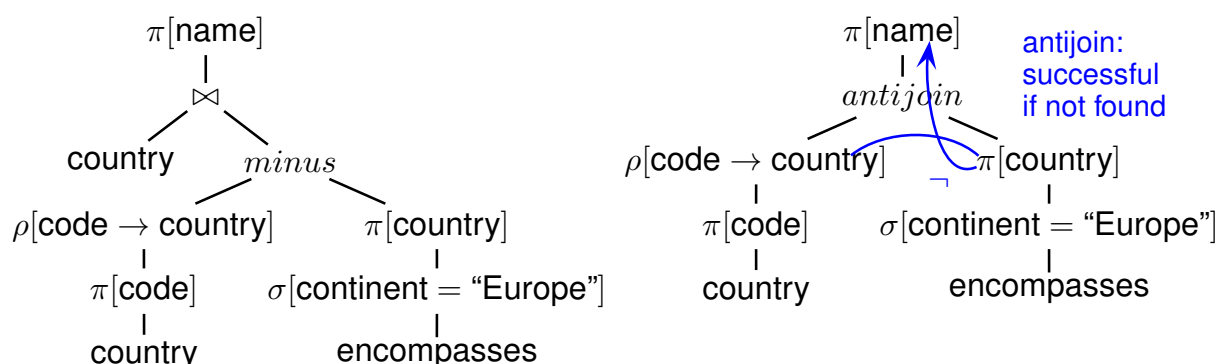 π[name]
⋈
country minus
ρ[code → country] π[country]
π[code] σ[continent = “Europe”]
country encompasses
π[name]
antijoin:
successful
if not found
antijoin
ρ[code → country] ¬ π[country]
π[code] σ[continent = “Europe”]
country encompasses